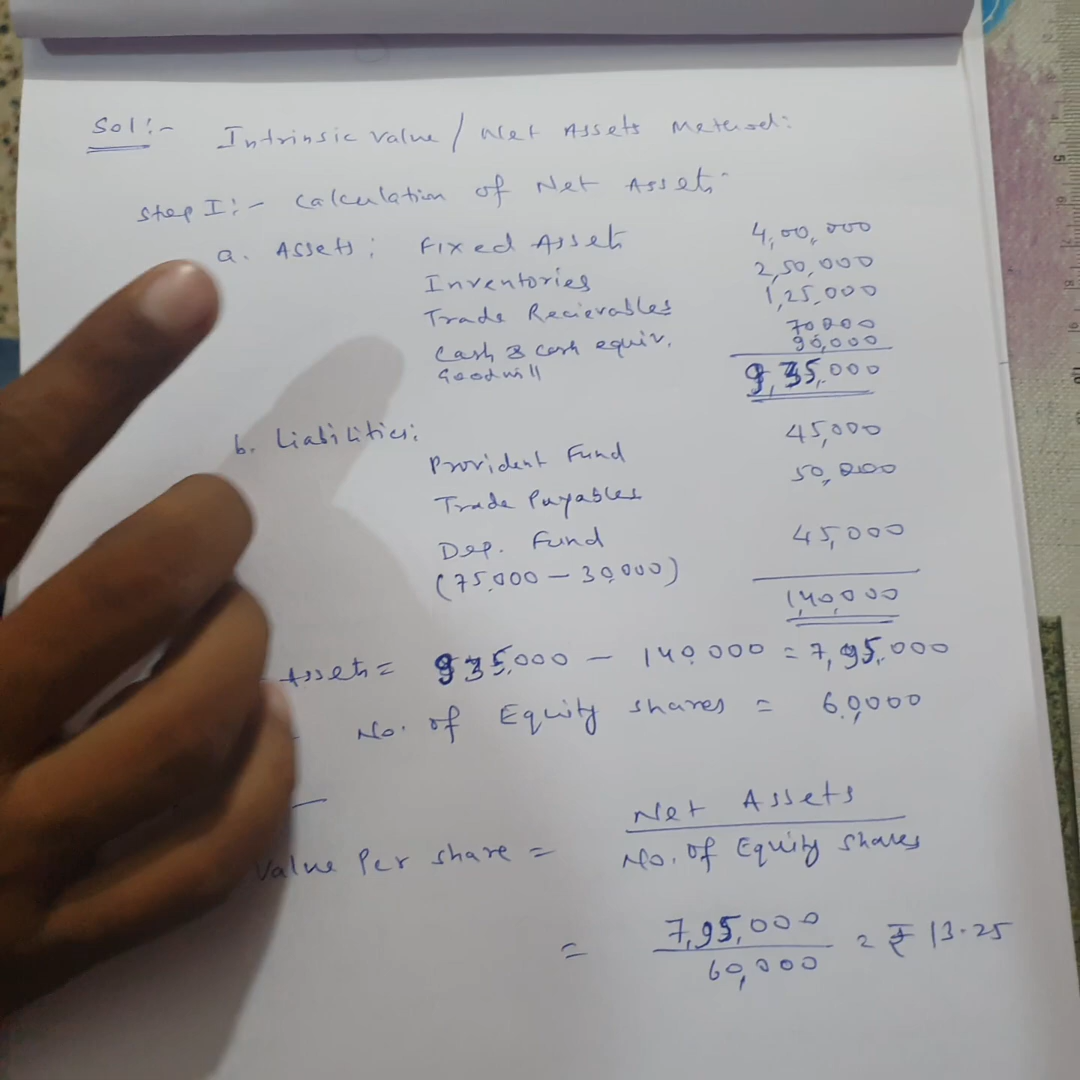 Sol:- Intrinsic Value / Net Assets Method:
Step I:- Calculation of Net Assets
a. Assets: Fixed Assets 4,00,000
Inventories 2,50,000
Trade Recievables 1,25,000
Cash & cash equiv. 70000
Goodwill 90,000
9,35,000
b. Liabilities:
Provident Fund 45,000
Trade Payables 50,000
Dep. Fund 45,000
(75,000 - 30,000)
1,40,000
Assets = 935,000 - 140,000 = 7,95,000
No. of Equity shares = 60,000
Value Per share = Net Assets
No. of Equity Shares
= 7,95,000 = ₹ 13.25
60,000
5